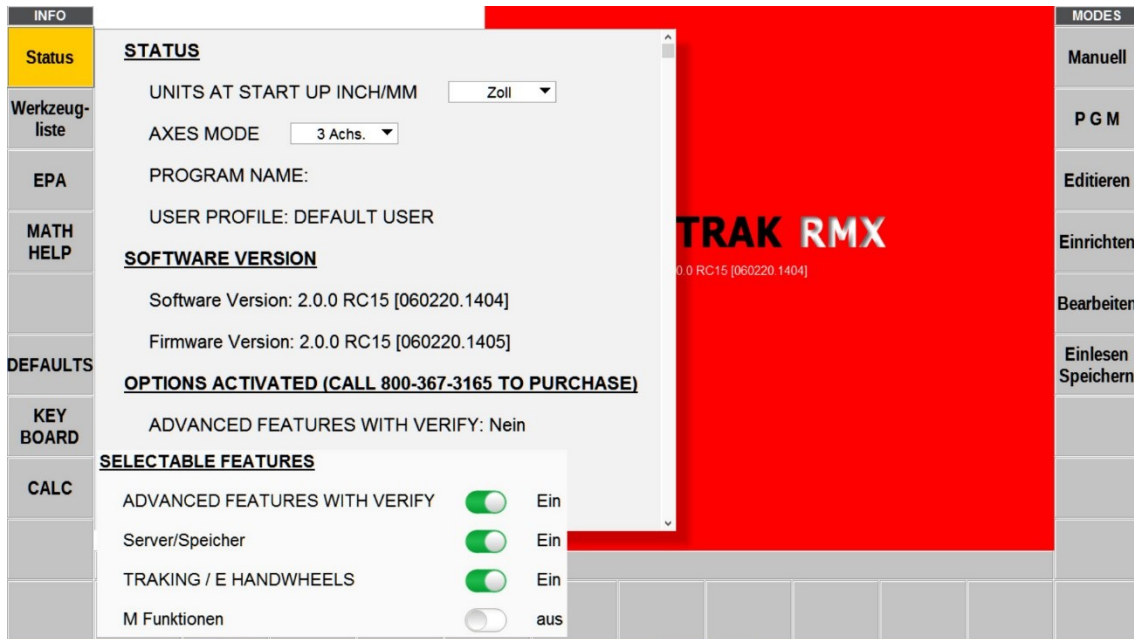 INFO
MODES
Status
Werkzeug-
liste
EPA
MATH
HELP
DEFAULTS
KEY
BOARD
CALC
STATUS
UNITS AT START UP INCH/MM Zoll
AXES MODE 3 Achs.
PROGRAM NAME:
USER PROFILE: DEFAULT USER
SOFTWARE VERSION
Software Version: 2.0.0 RC15 [060220.1404]
Firmware Version: 2.0.0 RC15 [060220.1405]
OPTIONS ACTIVATED (CALL 800-367-3165 TO PURCHASE)
ADVANCED FEATURES WITH VERIFY: Nein
SELECTABLE FEATURES
ADVANCED FEATURES WITH VERIFY Ein
Server/Speicher Ein
TRAKING / E HANDWHEELS Ein
M Funktionen aus
TRAK RMX
0.0 RC15 [060220.1404]
Manuell
P G M
Editieren
Einrichten
Bearbeiten
Einlesen
Speichern